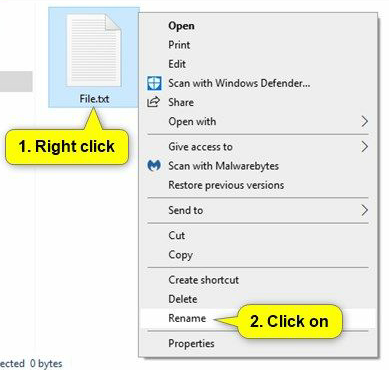 File.txt
1. Right click
Open
Print
Edit
Scan with Windows Defender...
Share
Open with
Give access to
Scan with Malwarebytes
Restore previous versions
Send to
Cut
Copy
Create shortcut
Delete
Rename
2. Click on
Properties
ected 0 bytes